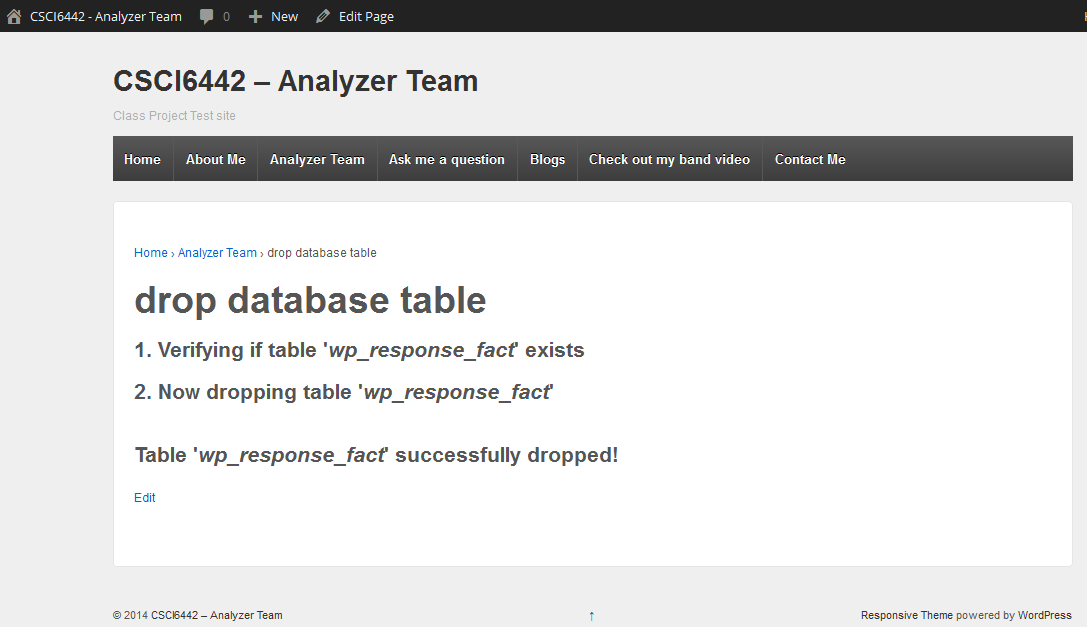 CSCI6442 - Analyzer Team 0 New Edit Page
CSCI6442 – Analyzer Team
Class Project Test site
Home About Me Analyzer Team Ask me a question Blogs Check out my band video Contact Me
Home › Analyzer Team › drop database table
drop database table
1. Verifying if table 'wp_response_fact' exists
2. Now dropping table 'wp_response_fact'
Table 'wp_response_fact' successfully dropped!
Edit
© 2014 CSCI6442 – Analyzer Team ↑ Responsive Theme powered by WordPress